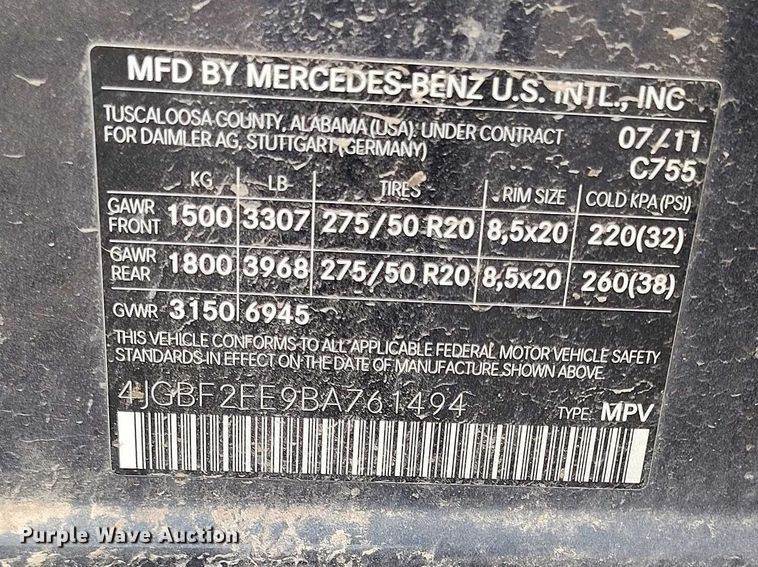 MFD BY MERCEDES-BENZ U.S. INTL., INC
TUSCALOOSA COUNTY, ALABAMA (USA). UNDER CONTRACT 07/11
FOR DAIMLER AG, STUTTGART (GERMANY) C755
KG LB TIRES RIM SIZE COLD KPA (PSI)
GAWR FRONT 1500 3307 275/50 R20 8,5x20 220(32)
GAWR REAR 1800 3968 275/50 R20 8,5x20 260(38)
GVWR 3150 6945
THIS VEHICLE CONFORMS TO ALL APPLICABLE FEDERAL MOTOR VEHICLE SAFETY
STANDARDS IN EFFECT ON THE DATE OF MANUFACTURE SHOWN ABOVE.
4JGBF2FE9BA761494 TYPE: MPV
Purple Wave Auction